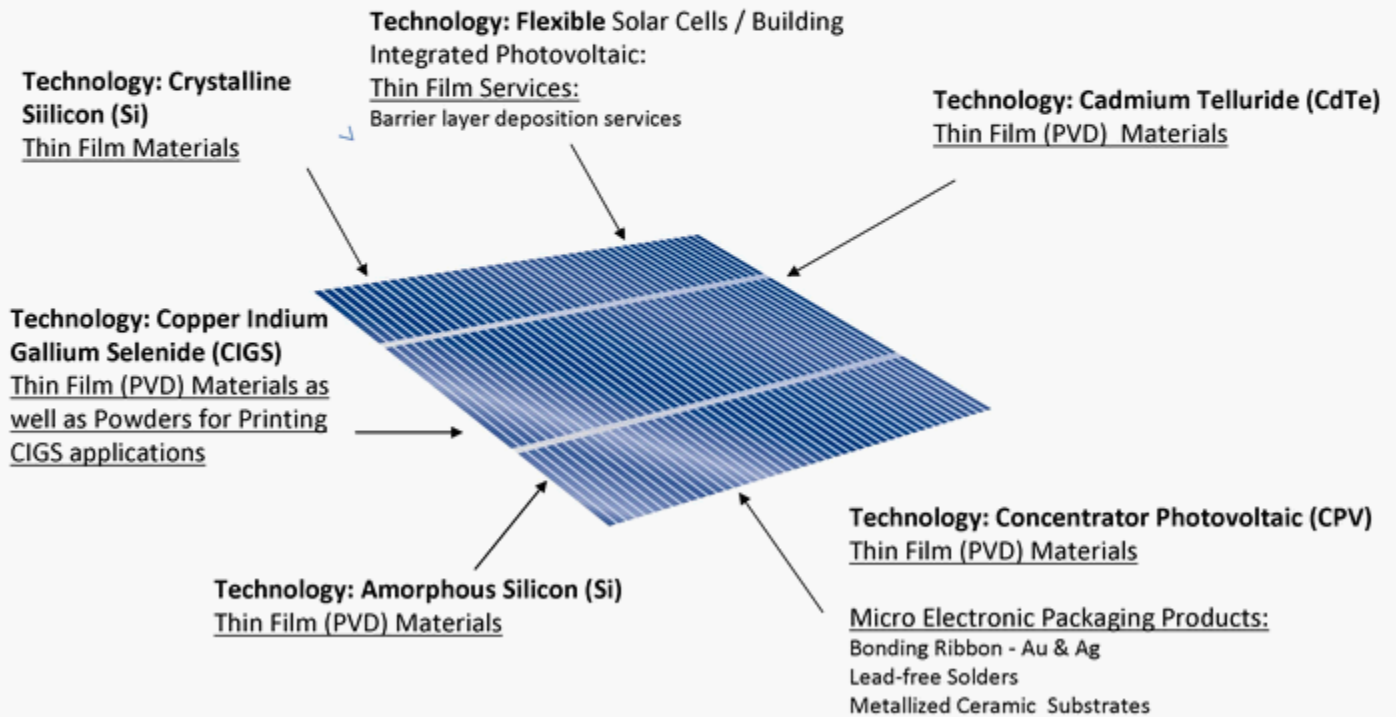 Technology: Flexible Solar Cells / Building
Integrated Photovoltaic:
Thin Film Services:
Barrier layer deposition services
Technology: Crystalline
Siilicon (Si)
Thin Film Materials
Technology: Cadmium Telluride (CdTe)
Thin Film (PVD) Materials
Technology: Copper Indium
Gallium Selenide (CIGS)
Thin Film (PVD) Materials as
well as Powders for Printing
CIGS applications
Technology: Amorphous Silicon (Si)
Thin Film (PVD) Materials
Technology: Concentrator Photovoltaic (CPV)
Thin Film (PVD) Materials
Micro Electronic Packaging Products:
Bonding Ribbon - Au & Ag
Lead-free Solders
Metallized Ceramic Substrates